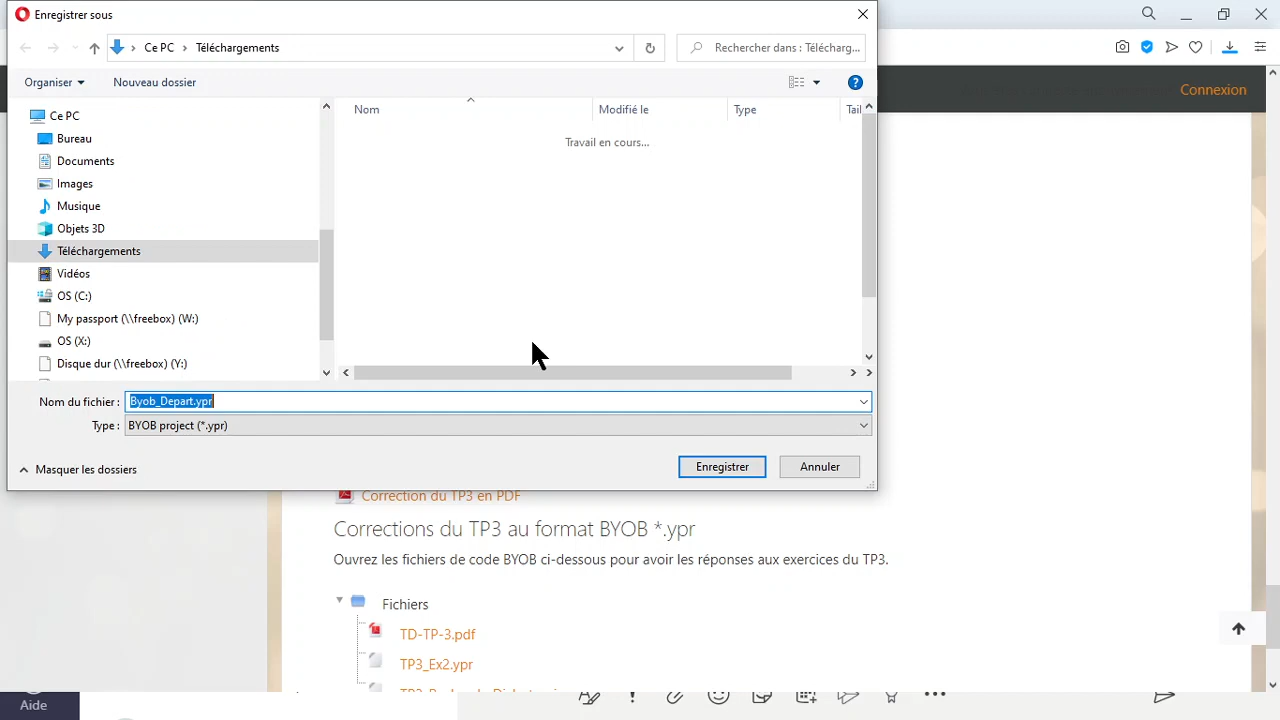 Enregistrer sous
Ce PC
Téléchargements
Rechercher dans : Télécharg...
Organiser
Nouveau dossier
Connexion
Ce PC
Bureau
Documents
Images
Musique
Objets 3D
Téléchargements
Vidéos
OS (C:)
My passport (\\freebox) (W:)
OS (X:)
Disque dur (\\freebox) (Y:)
Nom
Modifié le
Type
Tail
Travail en cours...
Nom du fichier :
Byob_Depart.ypr
Type :
BYOB project (*.ypr)
Masquer les dossiers
Enregistrer
Annuler
Correction du TP3 en PDF
Corrections du TP3 au format BYOB *.ypr
Ouvrez les fichiers de code BYOB ci-dessous pour avoir les réponses aux exercices du TP3.
Fichiers
TD-TP-3.pdf
TP3_Ex2.ypr
Aide